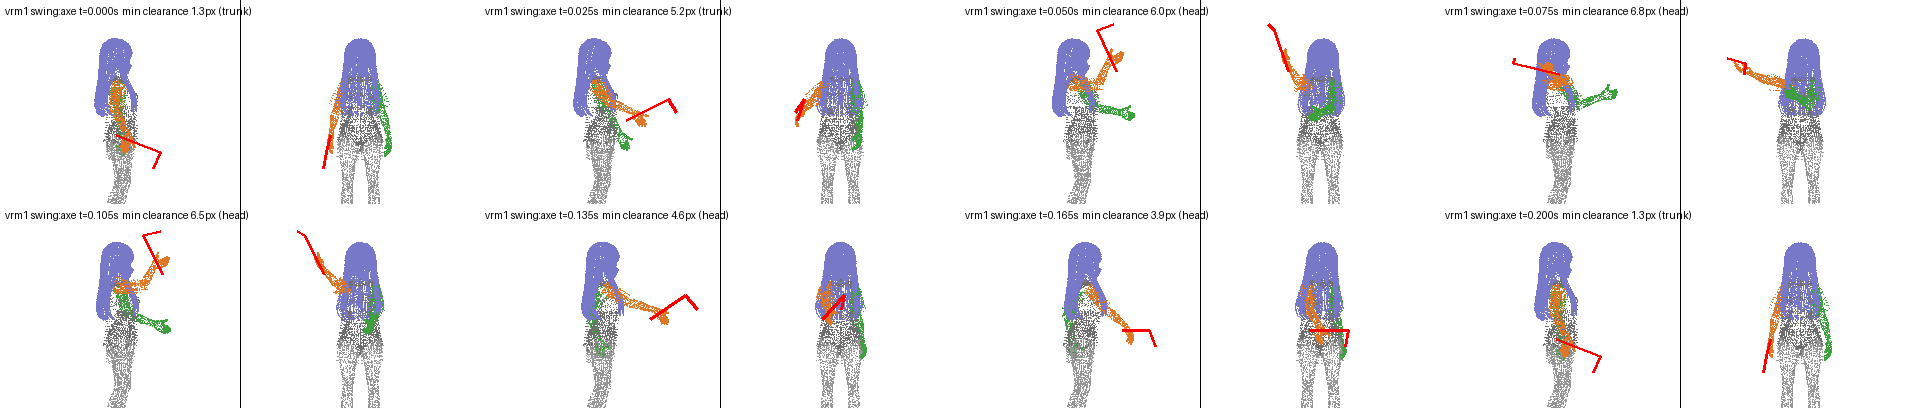 vrm1 swing:axe t=0.000s min clearance 1.3px (trunk)
vrm1 swing:axe t=0.025s min clearance 5.2px (trunk)
vrm1 swing:axe t=0.050s min clearance 6.0px (head)
vrm1 swing:axe t=0.075s min clearance 6.8px (head)
vrm1 swing:axe t=0.105s min clearance 6.5px (head)
vrm1 swing:axe t=0.135s min clearance 4.6px (head)
vrm1 swing:axe t=0.165s min clearance 3.9px (head)
vrm1 swing:axe t=0.200s min clearance 1.3px (trunk)